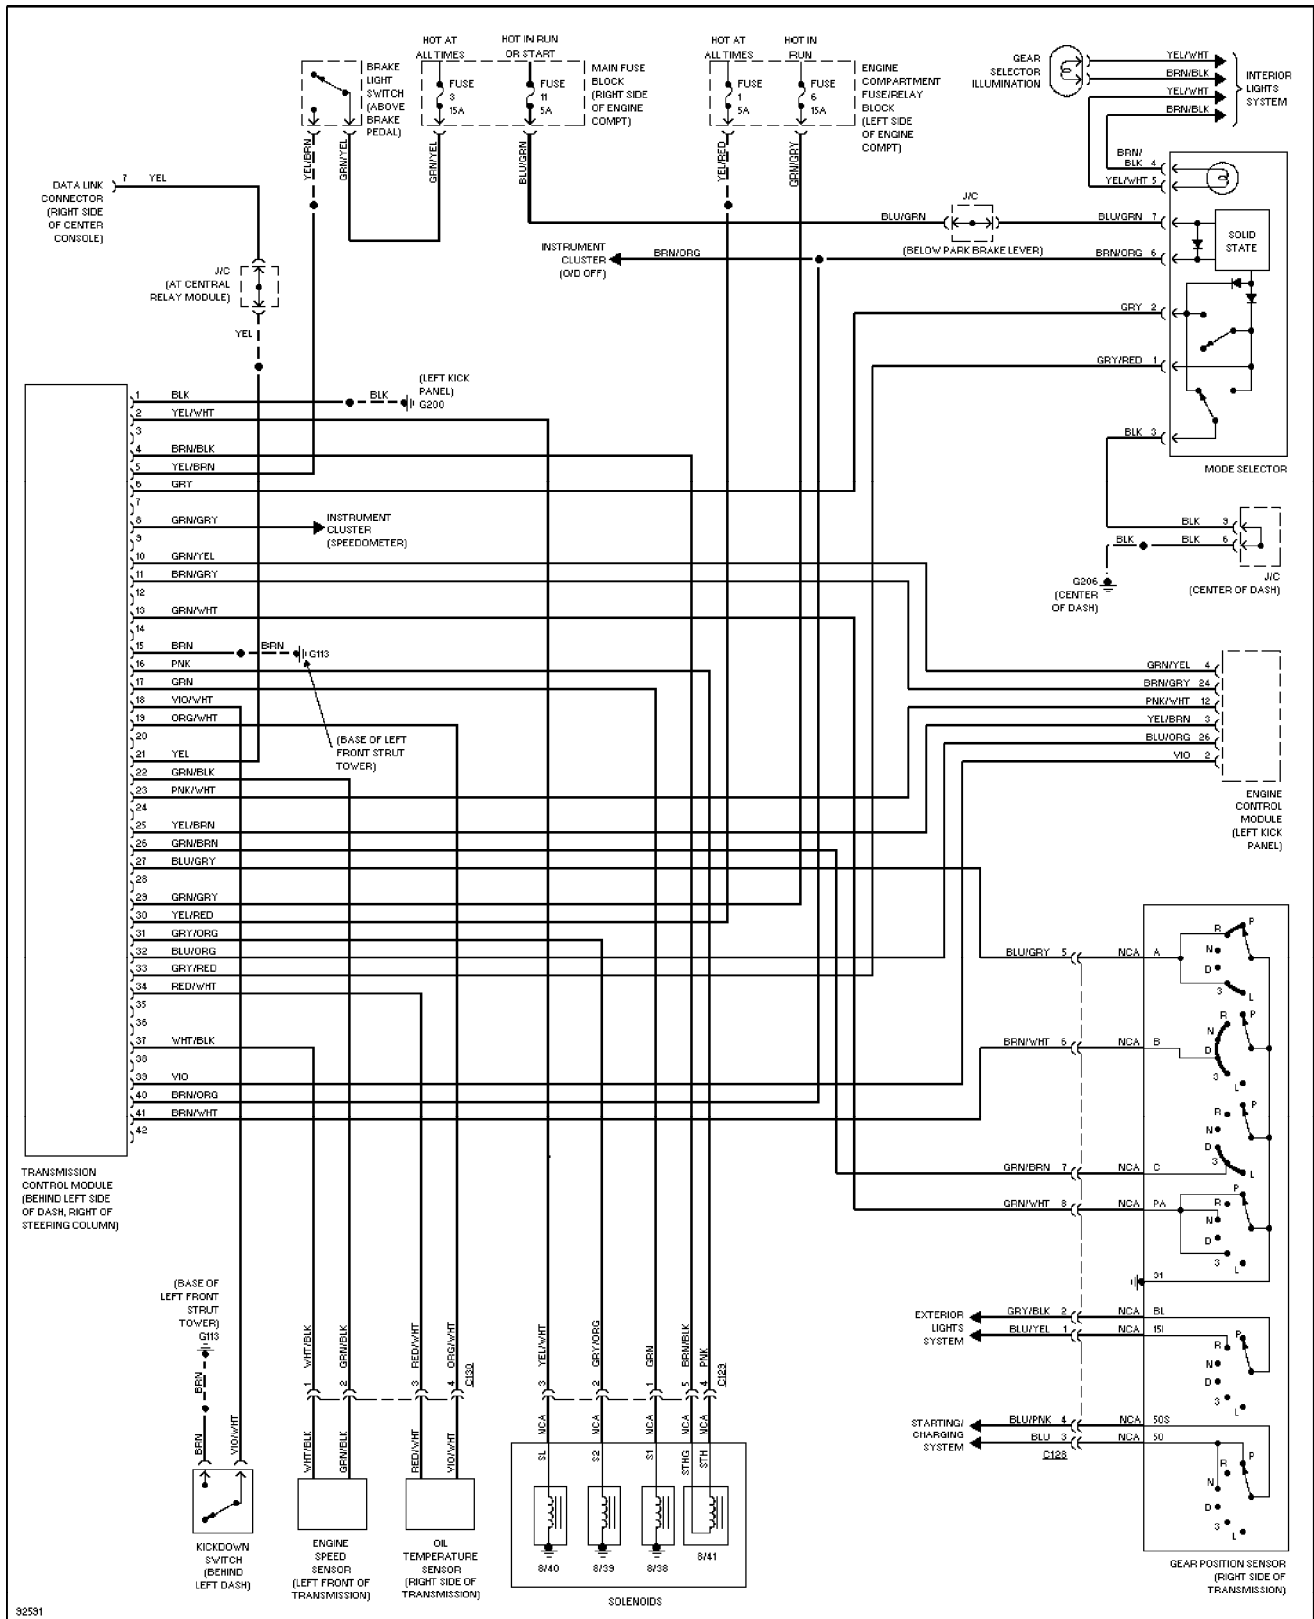 HOT AT
ALL TIMES
HOT IN RUN
OR START
HOT AT
ALL TIMES
HOT IN
RUN
BRAKE
LIGHT
SWITCH
(ABOVE
BRAKE
PEDAL)
FUSE
3
15A
FUSE
11
5A
MAIN FUSE
BLOCK
(RIGHT SIDE
OF ENGINE
COMPT)
FUSE
1
5A
FUSE
6
15A
ENGINE
COMPARTMENT
FUSE/RELAY
BLOCK
(LEFT SIDE
OF ENGINE
COMPT)
GEAR
SELECTOR
ILLUMINATION
YEL/WHT
BRN/BLK
YEL/WHT
BRN/BLK
INTERIOR
LIGHTS
SYSTEM
YEL/BRN
GRN/YEL
GRN/YEL
BLU/GRN
YEL/RED
GRN/GRY
BRN/
BLK 4
YEL/WHT 5
DATA LINK
CONNECTOR
(RIGHT SIDE
OF CENTER
CONSOLE)
7 YEL
J/C
(AT CENTRAL
RELAY MODULE)
YEL
INSTRUMENT
CLUSTER
(O/D OFF)
BRN/ORG
BLU/GRN
J/C
(BELOW PARK BRAKE LEVER)
BLU/GRN 7
BRN/ORG 6
SOLID
STATE
GRY 2
GRY/RED 1
BLK 3
MODE SELECTOR
BLK 9
BLK
BLK 6
G206
(CENTER
OF DASH)
J/C
(CENTER OF DASH)
1 BLK
BLK
(LEFT KICK
PANEL)
G200
2 YEL/WHT
3
4 BRN/BLK
5 YEL/BRN
6 GRY
7
8 GRN/GRY
INSTRUMENT
CLUSTER
(SPEEDOMETER)
9
10 GRN/YEL
11 BRN/GRY
12
13 GRN/WHT
14
15 BRN
BRN
G113
(BASE OF LEFT
FRONT STRUT
TOWER)
16 PNK
17 GRN
18 VIO/WHT
19 ORG/WHT
20
21 YEL
22 GRN/BLK
23 PNK/WHT
24
25 YEL/BRN
26 GRN/BRN
27 BLU/GRY
28
29 GRN/GRY
30 YEL/RED
31 GRY/ORG
32 BLU/ORG
33 GRY/RED
34 RED/WHT
35
36
37 WHT/BLK
38
39 VIO
40 BRN/ORG
41 BRN/WHT
42
TRANSMISSION
CONTROL MODULE
(BEHIND LEFT SIDE
OF DASH, RIGHT OF
STEERING COLUMN)
GRN/YEL 4
BRN/GRY 24
PNK/WHT 12
YEL/BRN 3
BLU/ORG 26
VIO 2
ENGINE
CONTROL
MODULE
(LEFT KICK
PANEL)
BLU/GRY 5 NCA A
R P
N
D
3 L
BRN/WHT 6 NCA B
R P
N
D
3 L
GRN/BRN 7 NCA C
R P
N
D
3 L
GRN/WHT 8 NCA PA
R P
N
D
3 L
31
EXTERIOR
LIGHTS
SYSTEM
GRY/BLK 2 NCA BL
BLU/YEL 1 NCA 15I
R P
N
D
3 L
STARTING/
CHARGING
SYSTEM
BLU/PNK 4 NCA 50S
BLU 3 NCA 50
C128
R P
N
D
3 L
GEAR POSITION SENSOR
(RIGHT SIDE OF
TRANSMISSION)
(BASE OF
LEFT FRONT
STRUT
TOWER)
G113
BRN
BRN
VIO/WHT
KICKDOWN
SWITCH
(BEHIND
LEFT DASH)
WHT/BLK
GRN/BLK
RED/WHT
ORG/WHT
1
2
3
4
C130
WHT/BLK
GRN/BLK
RED/WHT
VIO/WHT
ENGINE
SPEED
SENSOR
(LEFT FRONT OF
TRANSMISSION)
OIL
TEMPERATURE
SENSOR
(RIGHT SIDE OF
TRANSMISSION)
YEL/WHT
GRY/ORG
GRN
BRN/BLK
PNK
3
2
1
5
4
C129
NCA
NCA
NCA
NCA
NCA
SL
S2
S1
STHG
STH
8/40
8/39
8/38
8/41
SOLENOIDS
92591